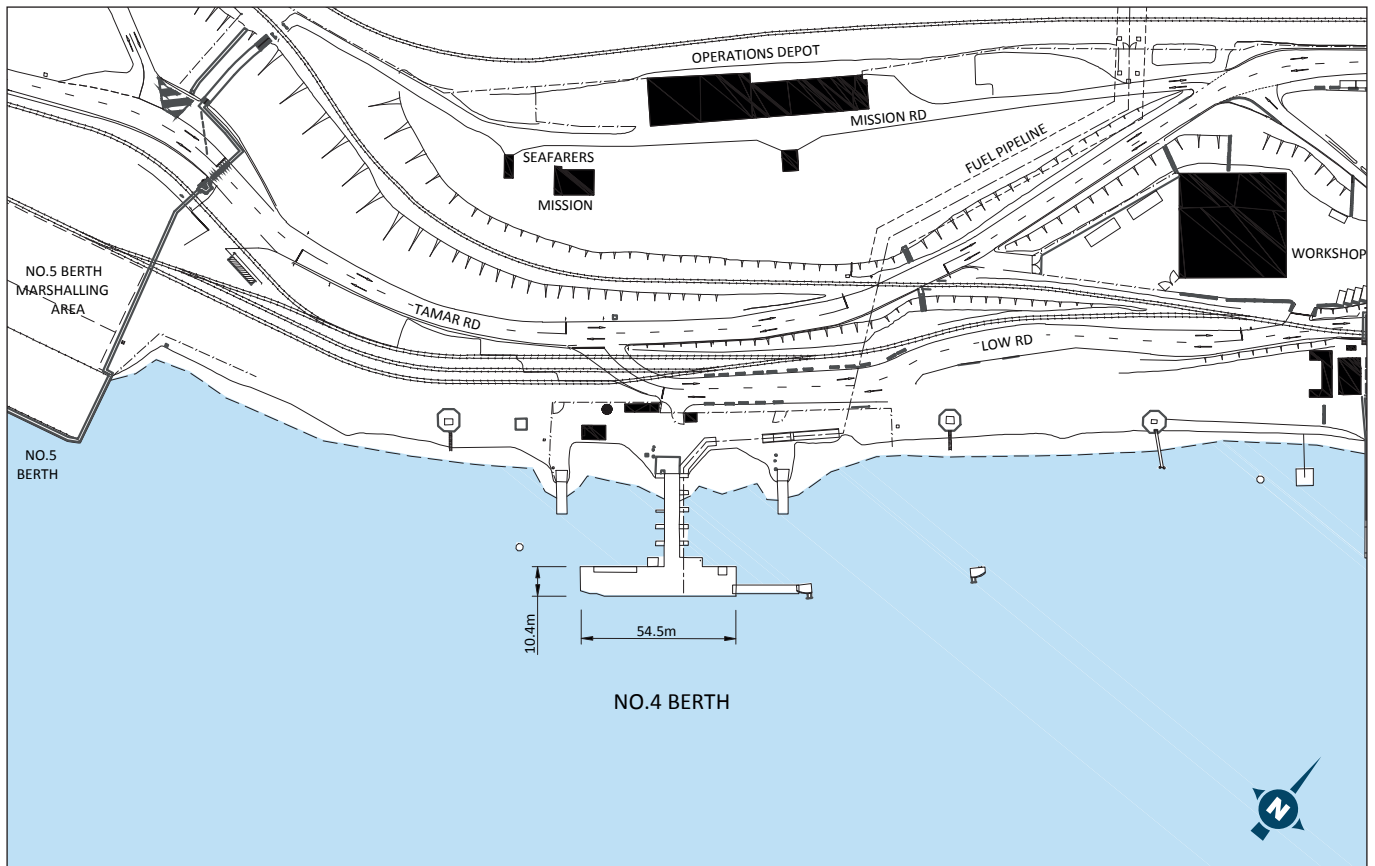 OPERATIONS DEPOT
MISSION RD
FUEL PIPELINE
SEAFARERS
MISSION
WORKSHOP
NO.5 BERTH
MARSHALLING
AREA
TAMAR RD
LOW RD
NO.5
BERTH
10.4m
54.5m
NO.4 BERTH
N